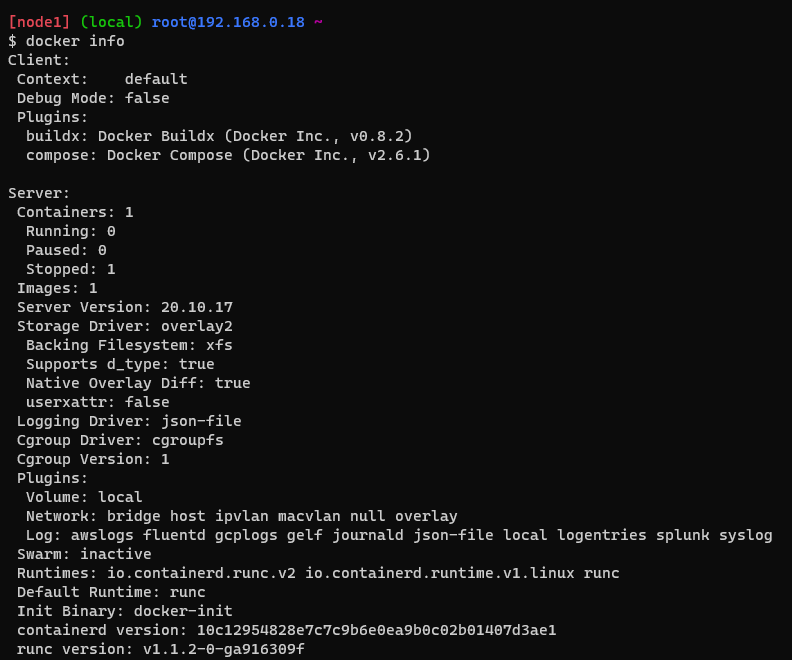 [node1] (local) root@192.168.0.18 ~
$ docker info
Client:
 Context:    default
 Debug Mode: false
 Plugins:
  buildx: Docker Buildx (Docker Inc., v0.8.2)
  compose: Docker Compose (Docker Inc., v2.6.1)

Server:
 Containers: 1
  Running: 0
  Paused: 0
  Stopped: 1
 Images: 1
 Server Version: 20.10.17
 Storage Driver: overlay2
  Backing Filesystem: xfs
  Supports d_type: true
  Native Overlay Diff: true
  userxattr: false
 Logging Driver: json-file
 Cgroup Driver: cgroupfs
 Cgroup Version: 1
 Plugins:
  Volume: local
  Network: bridge host ipvlan macvlan null overlay
  Log: awslogs fluentd gcplogs gelf journald json-file local logentries splunk syslog
 Swarm: inactive
 Runtimes: io.containerd.runc.v2 io.containerd.runtime.v1.linux runc
 Default Runtime: runc
 Init Binary: docker-init
 containerd version: 10c12954828e7c7c9b6e0ea9b0c02b01407d3ae1
 runc version: v1.1.2-0-ga916309f